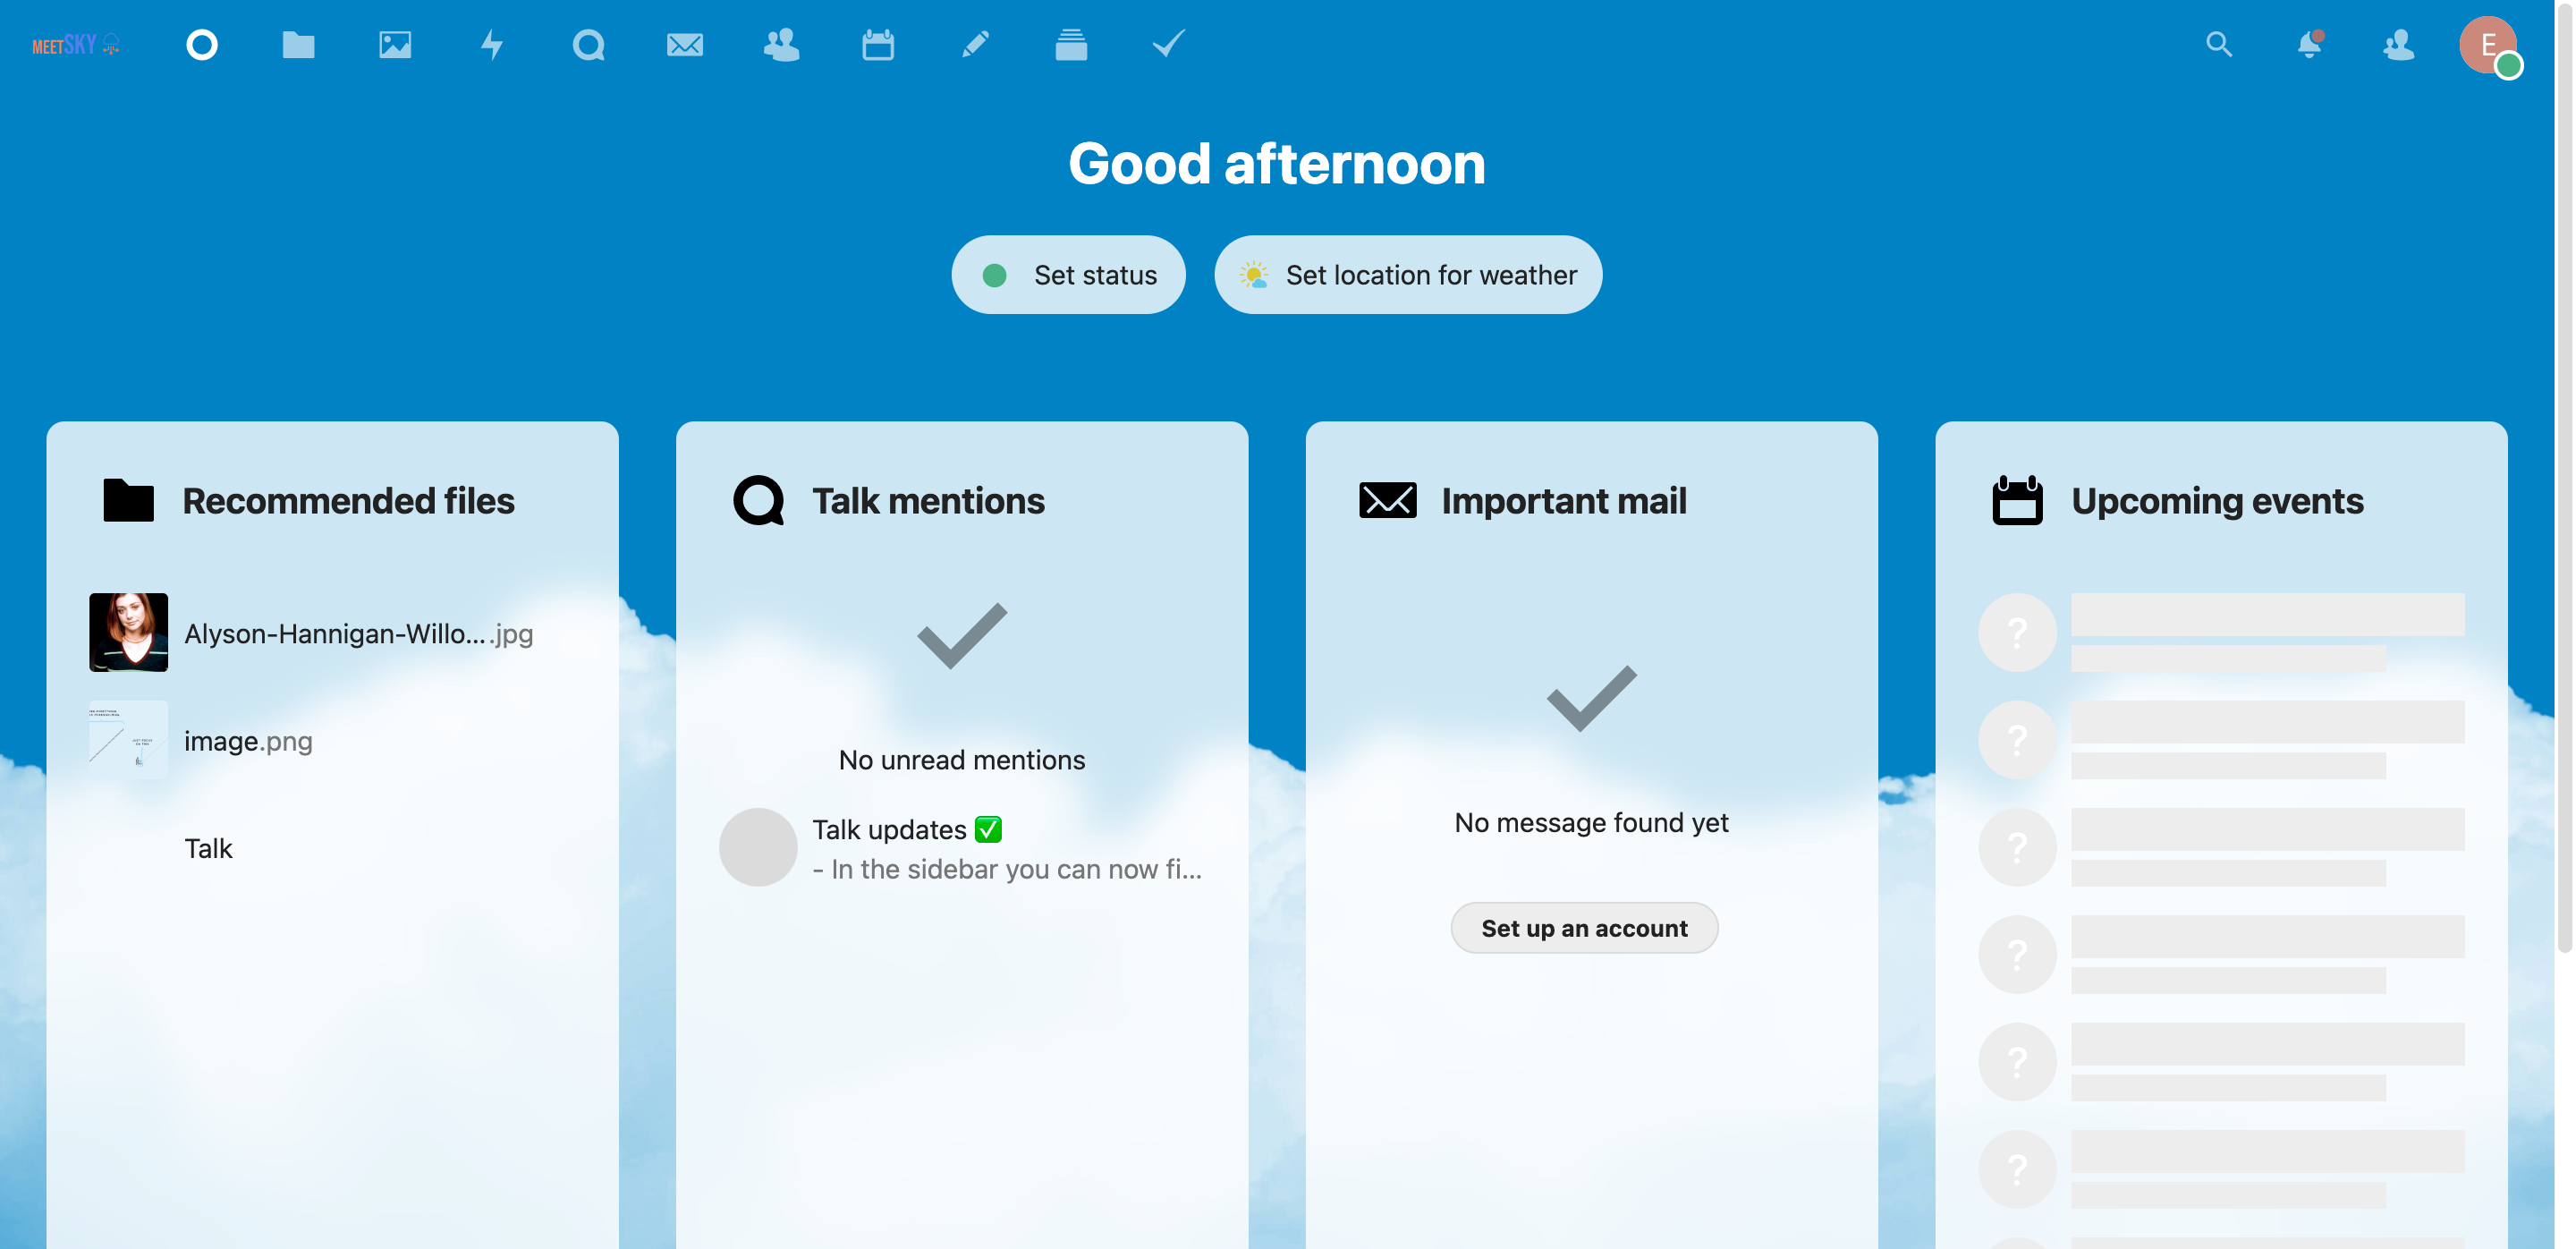 MEETSKY
E
Good afternoon
Set status
Set location for weather
Recommended files
Alyson-Hannigan-Willo... .jpg
image.png
Talk
Talk mentions
No unread mentions
Talk updates ✅
- In the sidebar you can now fi...
Important mail
No message found yet
Set up an account
Upcoming events
?
?
?
?
?
?